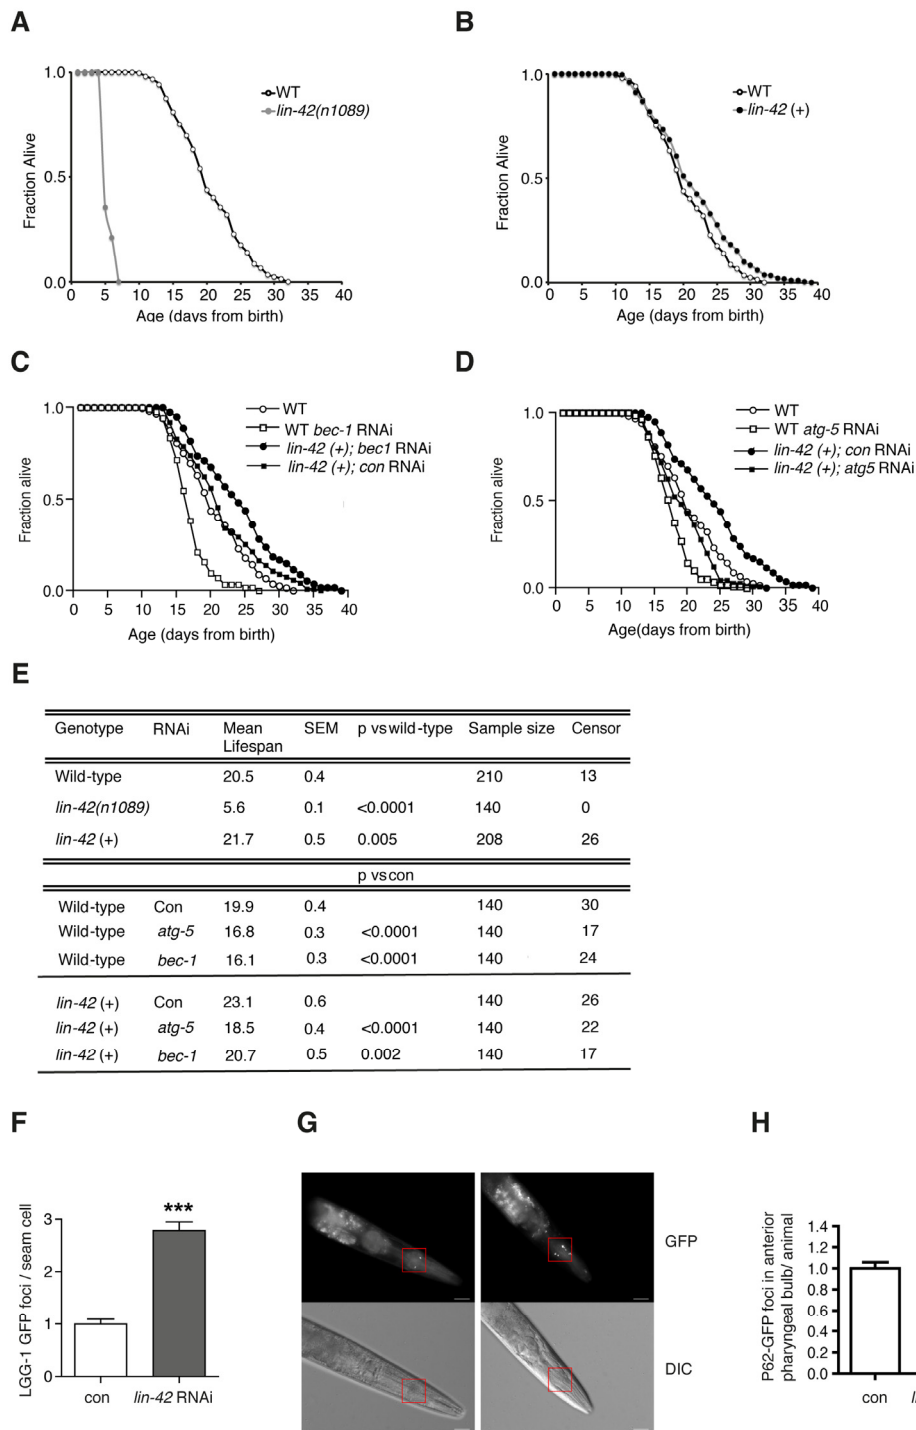 A
B
1.0
0.5
0.0
Fraction Alive
0 5 10 15 20 25 30 35 40
Age (days from birth)
WT
lin-42(n1089)
1.0
0.5
0.0
Fraction Alive
0 5 10 15 20 25 30 35 40
Age (days from birth)
WT
lin-42 (+)
C
D
1.0
0.5
0.0
Fraction alive
0 5 10 15 20 25 30 35 40
Age (days from birth)
WT
WT bec-1 RNAi
lin-42 (+); bec1 RNAi
lin-42 (+); con RNAi
1.0
0.5
0.0
Fraction alive
0 5 10 15 20 25 30 35 40
Age(days from birth)
WT
WT atg-5 RNAi
lin-42 (+); con RNAi
lin-42 (+); atg5 RNAi
E
Genotype RNAi Mean Lifespan SEM p vs wild-type Sample size Censor
Wild-type 20.5 0.4 210 13
lin-42(n1089) 5.6 0.1 <0.0001 140 0
lin-42 (+) 21.7 0.5 0.005 208 26
p vs con
Wild-type Con 19.9 0.4 140 30
Wild-type atg-5 16.8 0.3 <0.0001 140 17
Wild-type bec-1 16.1 0.3 <0.0001 140 24
lin-42 (+) Con 23.1 0.6 140 26
lin-42 (+) atg-5 18.5 0.4 <0.0001 140 22
lin-42 (+) bec-1 20.7 0.5 0.002 140 17
F
G
H
LGG-1 GFP foci / seam cell
3
2
1
0
***
con lin-42 RNAi
GFP
DIC
P62-GFP foci in anterior
pharyngeal bulb/ animal
1.4
1.2
1.0
0.8
0.6
0.4
0.2
0.0
con